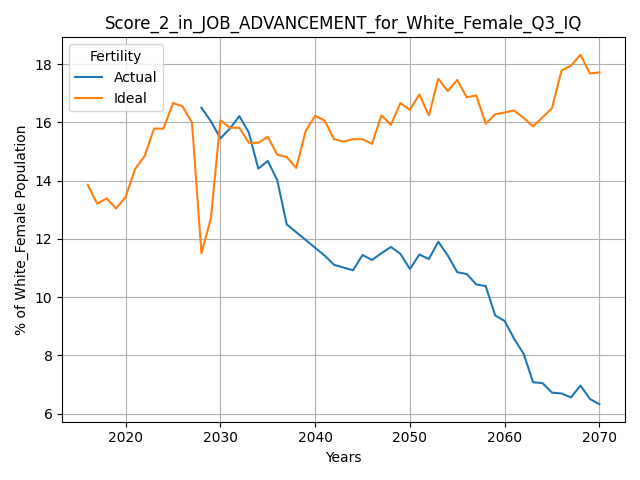 Score_2_in_JOB_ADVANCEMENT_for_White_Female_Q3_IQ
Fertility
Actual
Ideal
% of White_Female Population
18
16
14
12
10
8
6
2020 2030 2040 2050 2060 2070
Years